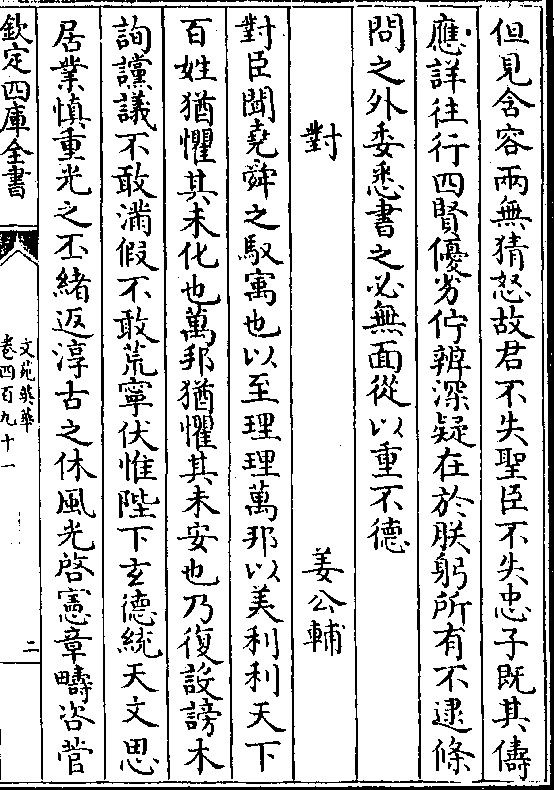 但見含容兩無猜怒故君不失聖臣不失忠子既其儔
應詳往行四賢優劣佇辨深疑在於朕躬所有不逮條
問之外委悉書之必無面從以重不德
對　　　　　　姜公輔
對臣聞堯舜之馭寓也以至理理萬邦以美利利天下
百姓猶懼其未化也萬邦猶懼其未安也乃復設謗木
詢讜議不敢滿假不敢荒寧伏惟陛下玄德統天文思
居業慎重光之丕緒返淳古之休風光啓憲章疇咨菅
欽定四庫全書
文苑英華
卷四百九十一
二